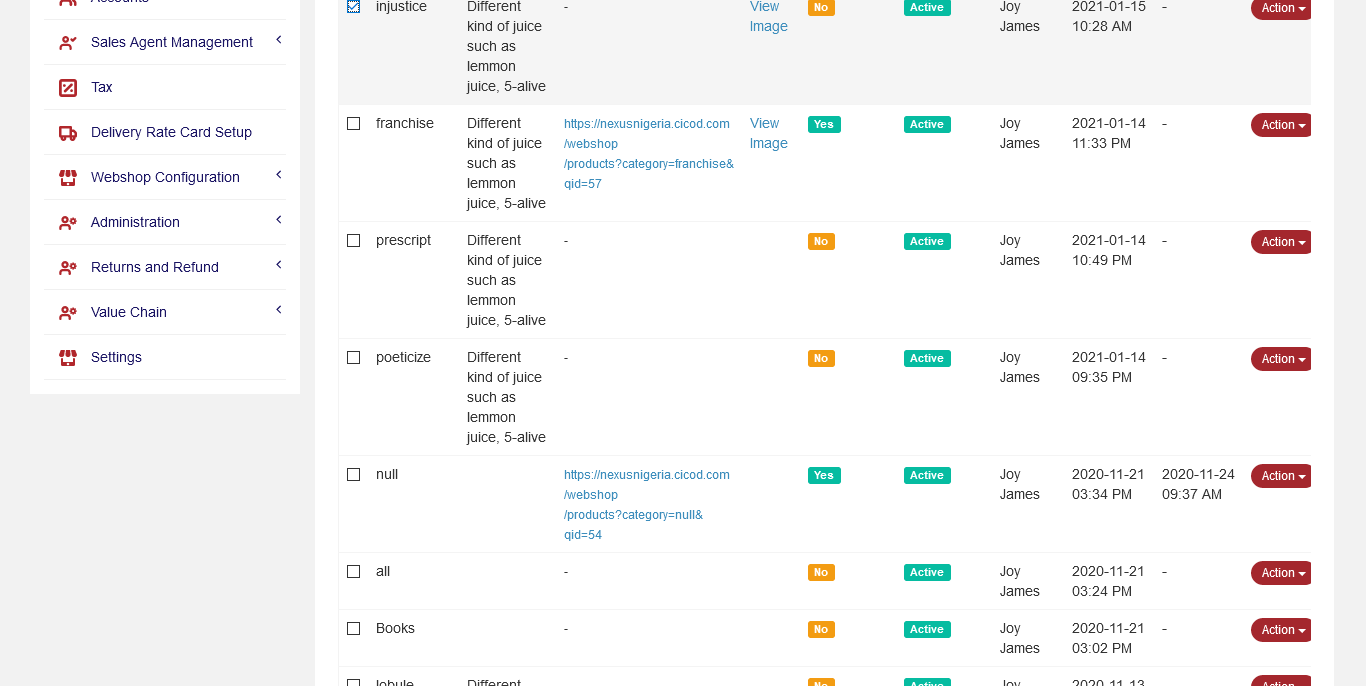 Accounts
Sales Agent Management
Tax
Delivery Rate Card Setup
Webshop Configuration
Administration
Returns and Refund
Value Chain
Settings
injustice Different - View No Active Joy 2021-01-15 - Action
kind of juice Image James 10:28 AM
such as
lemmon
juice, 5-alive
franchise Different https://nexusnigeria.cicod.com View Yes Active Joy 2021-01-14 - Action
kind of juice /webshop Image James 11:33 PM
such as /products?category=franchise&
lemmon qid=57
juice, 5-alive
prescript Different - No Active Joy 2021-01-14 - Action
kind of juice James 10:49 PM
such as
lemmon
juice, 5-alive
poeticize Different - No Active Joy 2021-01-14 - Action
kind of juice James 09:35 PM
such as
lemmon
juice, 5-alive
null https://nexusnigeria.cicod.com Yes Active Joy 2020-11-21 2020-11-24 Action
/webshop James 03:34 PM 09:37 AM
/products?category=null&
qid=54
all - No Active Joy 2020-11-21 - Action
James 03:24 PM
Books - No Active Joy 2020-11-21 - Action
James 03:02 PM
lobule Different No Active Joy 2020-11-13 Action